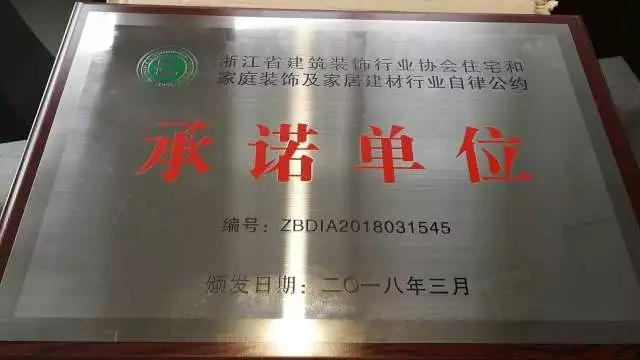 浙江省建筑装饰行业协会住宅和
家庭装饰及家居建材行业自律公约
承诺单位
编号：ZBDIA2018031545
颁发日期：二〇一八年三月